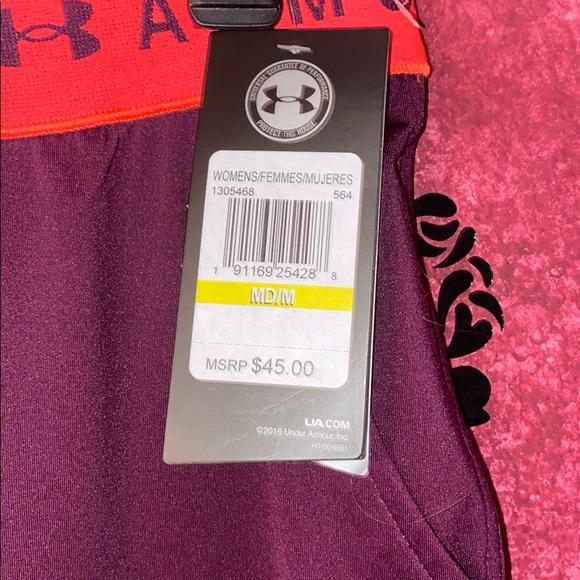 A R M
UNIVERSAL GUARANTEE OF PERFORMANCE
PROTECT THIS HOUSE
WOMENS/FEMMES/MUJERES
1305468 564
1 91169 25428 8
MD/M
MSRP $45.00
UA.COM
©2016 Under Armour, Inc.